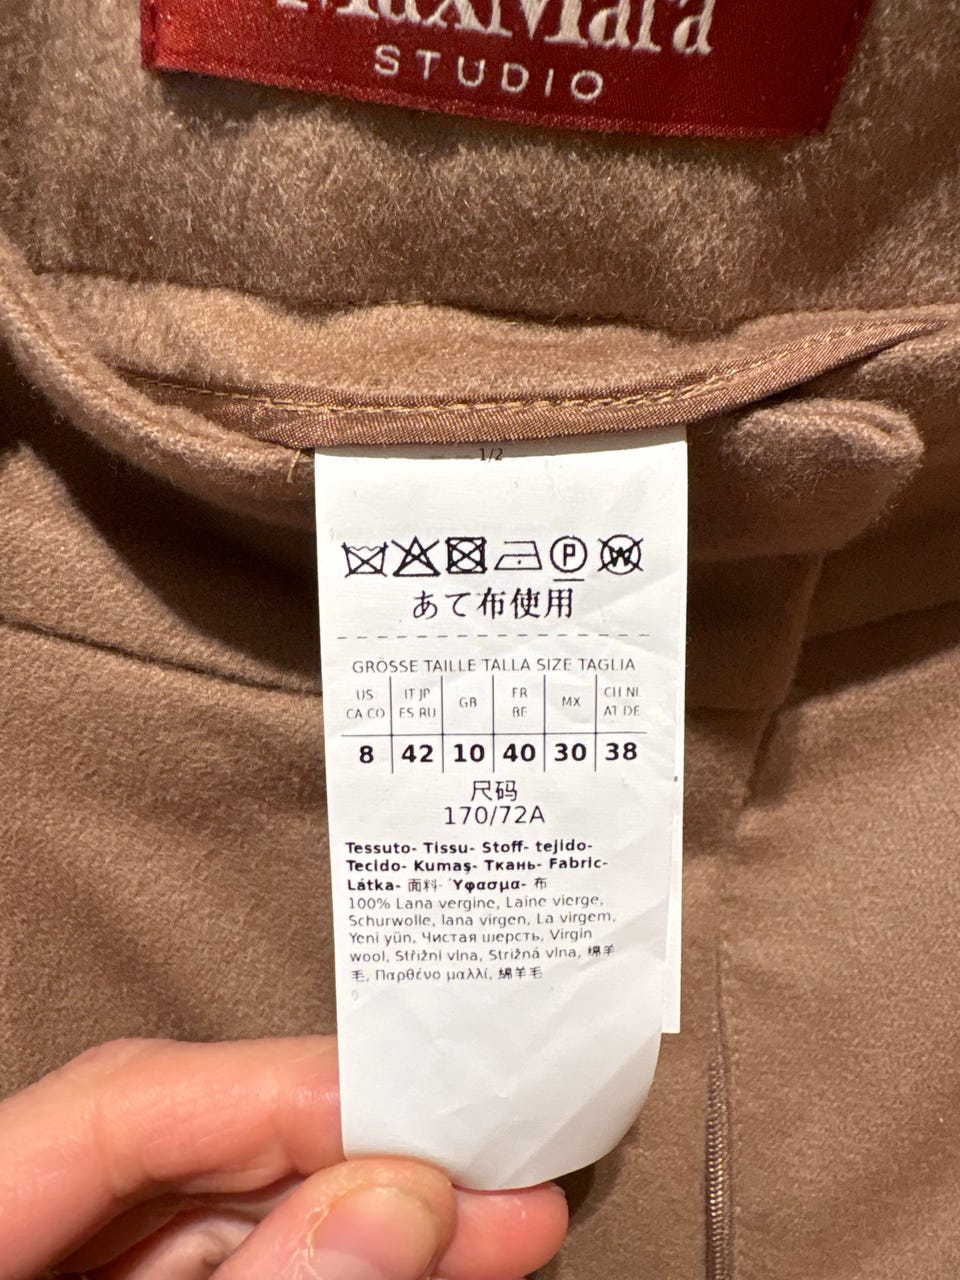 MaxMara
STUDIO
1/2
P W
あて布使用
GRÖSSE TAILLE TALLA SIZE TAGLIA
US CA CO IT JP ES RU GB FR BE MX CH NL AT DE
8 42 10 40 30 38
尺码
170/72A
Tessuto- Tissu- Stoff- tejido-
Tecido- Kumaş- Ткань- Fabric-
Látka- 面料- Ύφασμα- 布
100% Lana vergine, Laine vierge,
Schurwolle, lana virgen, La virgem,
Yeni yün, Чистая шерсть, Virgin
wool, Střižní vlna, Strižná vlna, 绵羊
毛, Παρθένο μαλλί, 綿羊毛